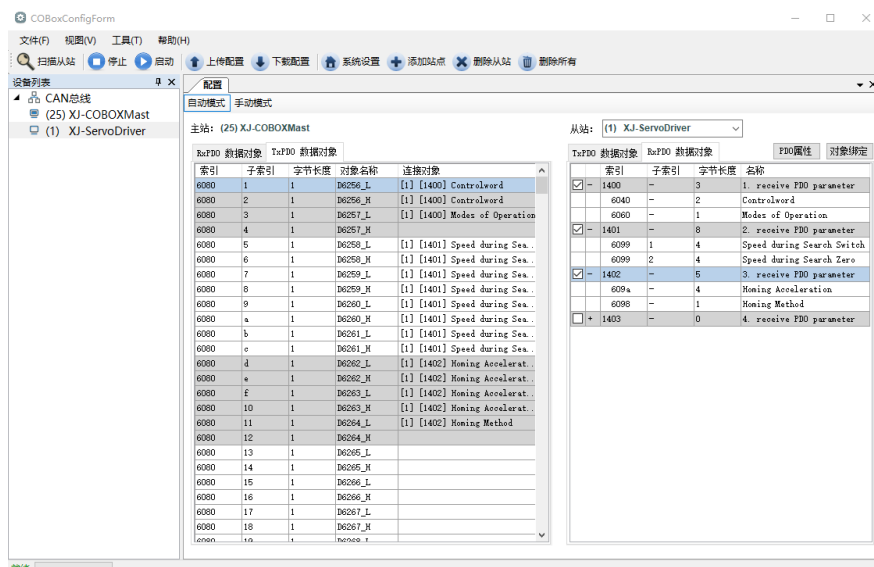 COBoxConfigForm
文件(F) 视图(V) 工具(T) 帮助(H)
扫描从站 停止 启动 上传配置 下载配置 系统设置 添加站点 删除从站 删除所有
设备列表
CAN总线
(25) XJ-COBOXMast
(1) XJ-ServoDriver
配置
自动模式 手动模式
主站: (25) XJ-COBOXMast
RxPDO 数据对象 TxPDO 数据对象
索引 子索引 字节长度 对象名称 连接对象
6080 1 1 D6256_L [1] [1400] Controlword
6080 2 1 D6256_H [1] [1400] Controlword
6080 3 1 D6257_L [1] [1400] Modes of Operation
6080 4 1 D6257_H
6080 5 1 D6258_L [1] [1401] Speed during Sea..
6080 6 1 D6258_H [1] [1401] Speed during Sea..
6080 7 1 D6259_L [1] [1401] Speed during Sea..
6080 8 1 D6259_H [1] [1401] Speed during Sea..
6080 9 1 D6260_L [1] [1401] Speed during Sea..
6080 a 1 D6260_H [1] [1401] Speed during Sea..
6080 b 1 D6261_L [1] [1401] Speed during Sea..
6080 c 1 D6261_H [1] [1401] Speed during Sea..
6080 d 1 D6262_L [1] [1402] Homing Accelerat..
6080 e 1 D6262_H [1] [1402] Homing Accelerat..
6080 f 1 D6263_L [1] [1402] Homing Accelerat..
6080 10 1 D6263_H [1] [1402] Homing Accelerat..
6080 11 1 D6264_L [1] [1402] Homing Method
6080 12 1 D6264_H
6080 13 1 D6265_L
6080 14 1 D6265_H
6080 15 1 D6266_L
6080 16 1 D6266_H
6080 17 1 D6267_L
6080 18 1 D6267_H
从站: (1) XJ-ServoDriver
TxPDO 数据对象 RxPDO 数据对象 PDO属性 对象绑定
索引 子索引 字节长度 名称
- 1400 - 3 1. receive PDO parameter
6040 - 2 Controlword
6060 - 1 Modes of Operation
- 1401 - 8 2. receive PDO parameter
6099 1 4 Speed during Search Switch
6099 2 4 Speed during Search Zero
- 1402 - 5 3. receive PDO parameter
609a - 4 Homing Acceleration
6098 - 1 Homing Method
+ 1403 - 0 4. receive PDO parameter